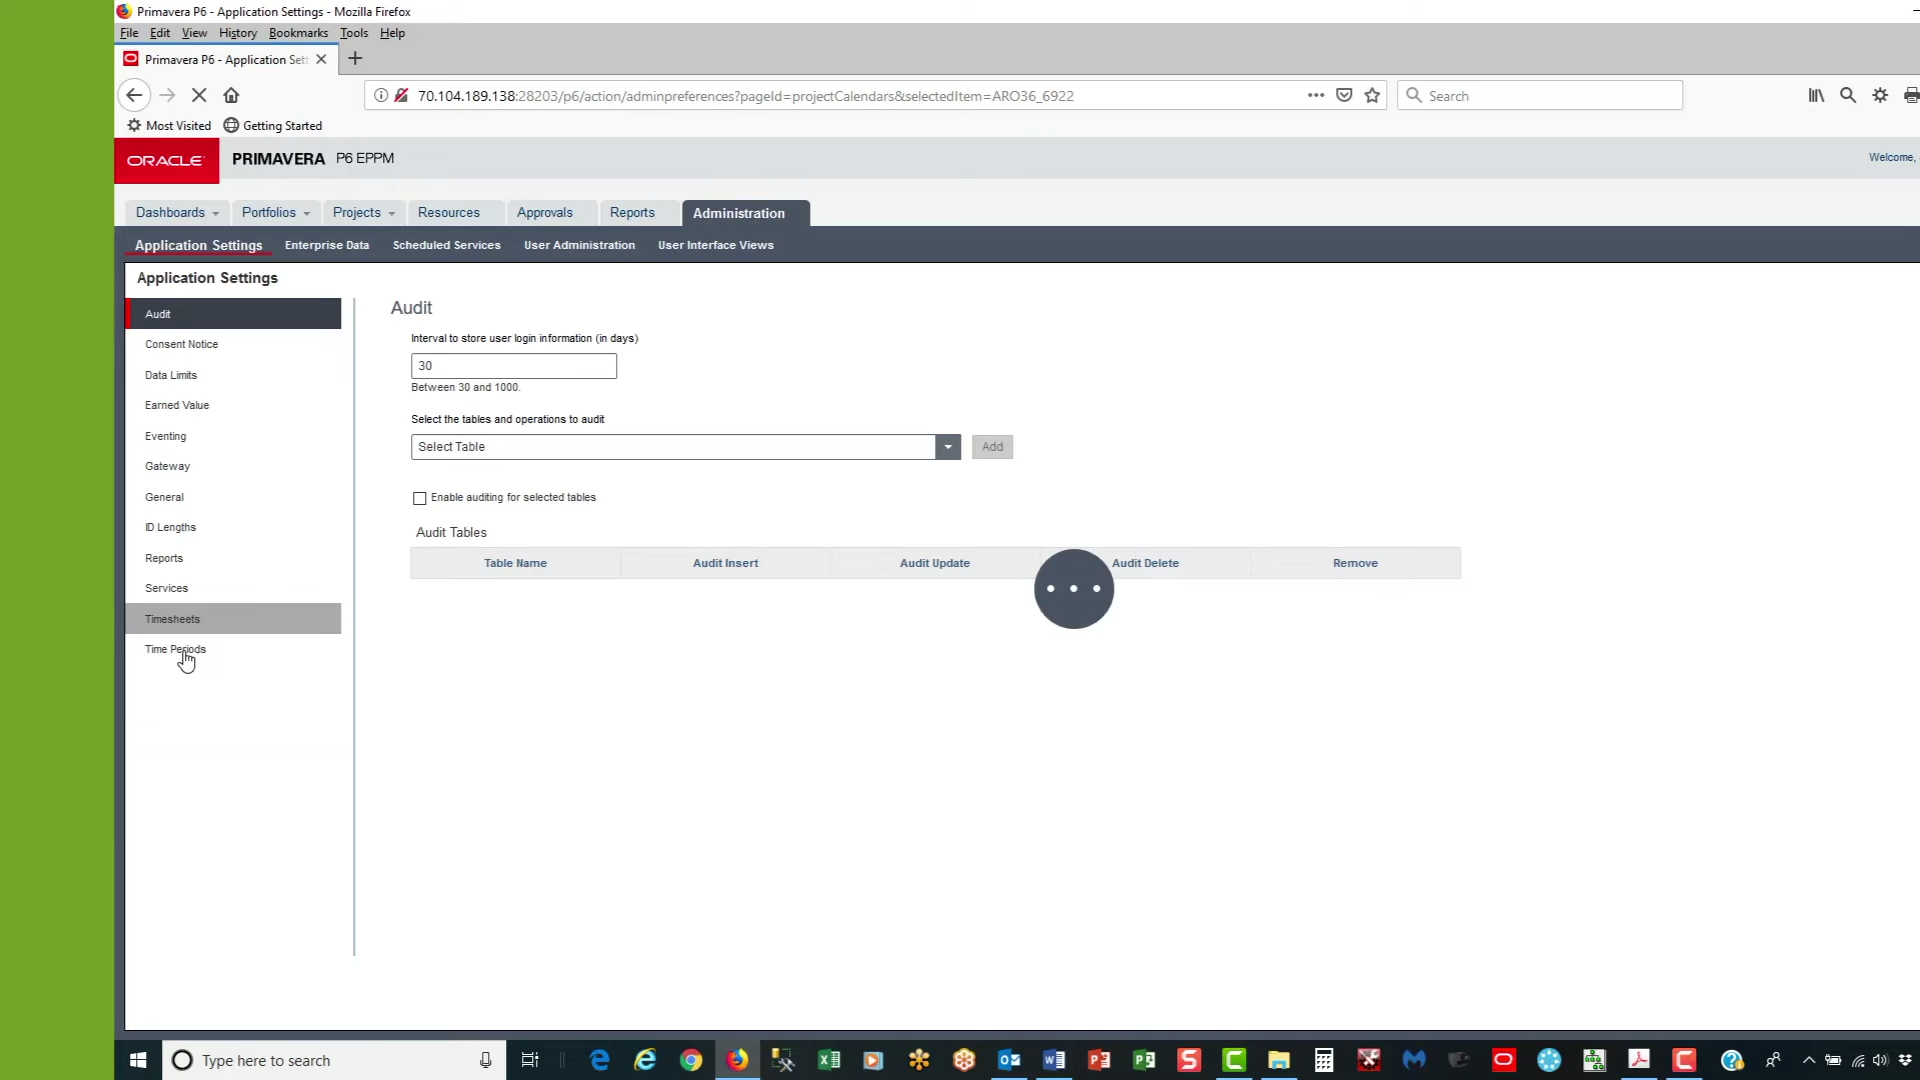 Primavera P6 - Application Settings - Mozilla Firefox
File Edit View History Bookmarks Tools Help
Primavera P6 - Application Sett
70.104.189.138:28203/p6/action/adminpreferences?pageId=projectCalendars&selectedItem=ARO36_6922
Search
Most Visited Getting Started
ORACLE PRIMAVERA P6 EPPM
Welcome,
Dashboards Portfolios Projects Resources Approvals Reports Administration
Application Settings Enterprise Data Scheduled Services User Administration User Interface Views
Application Settings
Audit
Consent Notice
Data Limits
Earned Value
Eventing
Gateway
General
ID Lengths
Reports
Services
Timesheets
Time Periods
Audit
Interval to store user login information (in days)
30
Between 30 and 1000.
Select the tables and operations to audit
Select Table
Add
Enable auditing for selected tables
Audit Tables
Table Name Audit Insert Audit Update Audit Delete Remove
Type here to search